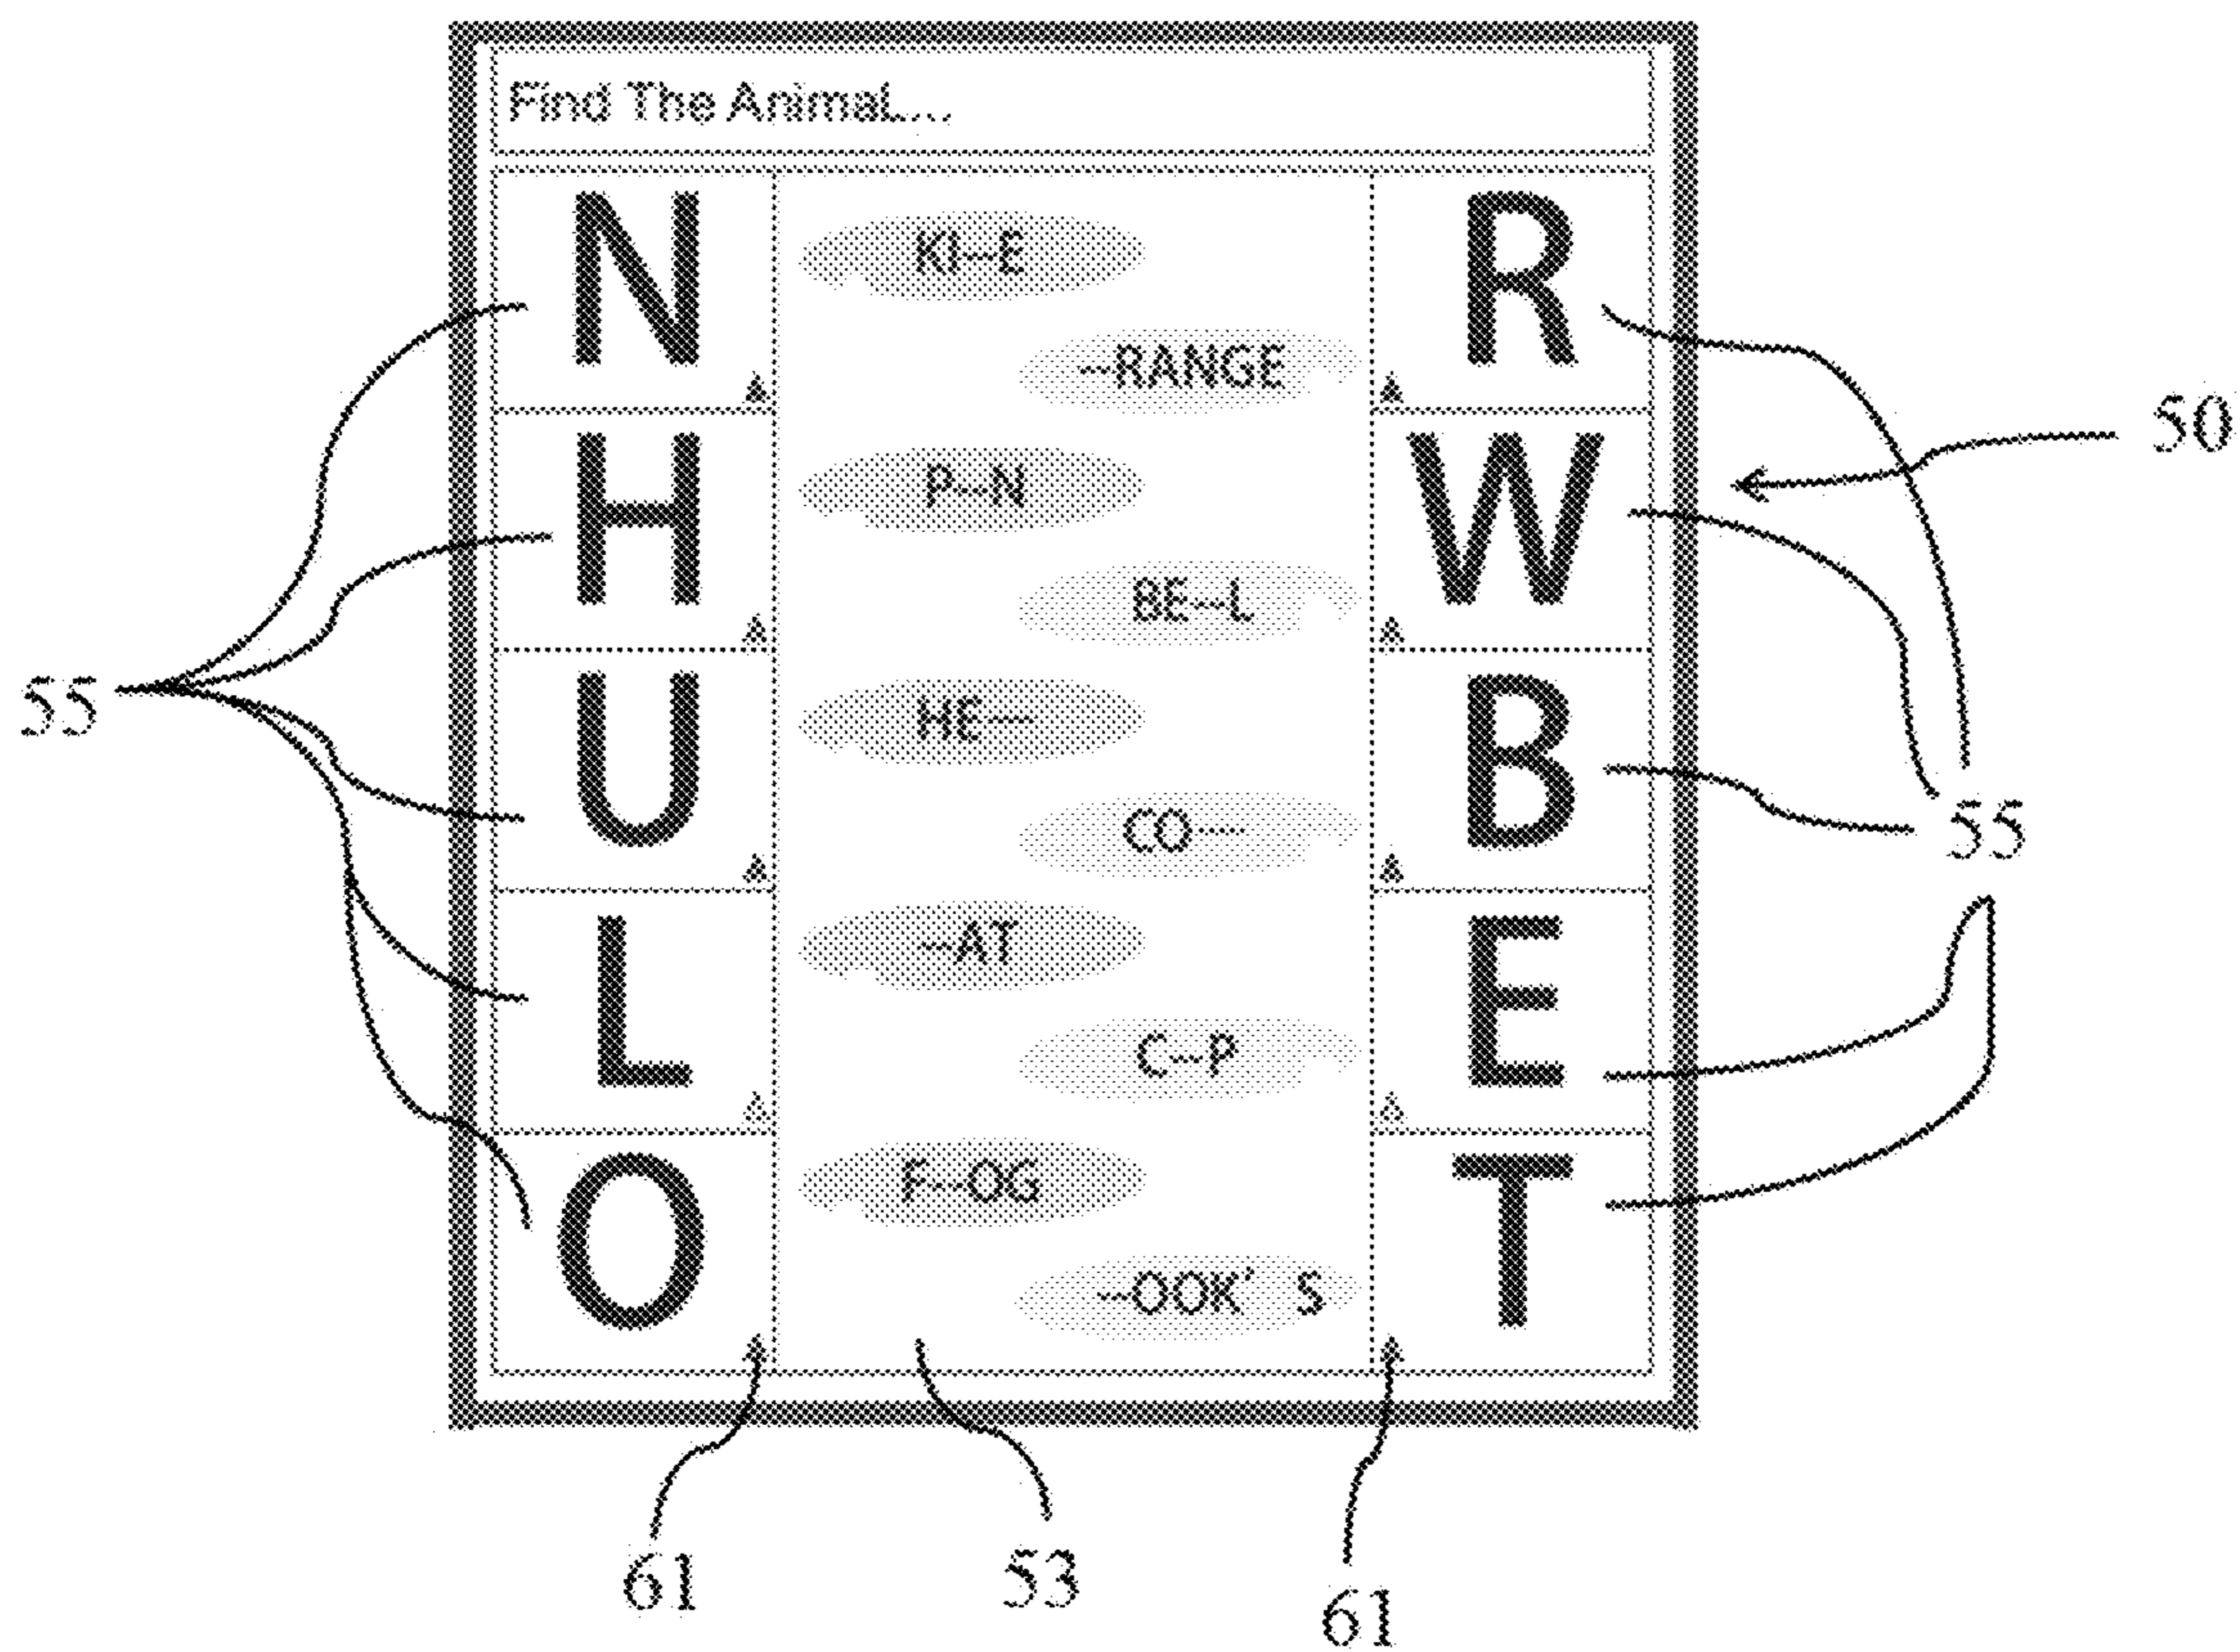 Find The Animal....
N
KI--E
R
--RANGE
50
H
P---N
W
BE---L
55
U
HE----
B
CO-----
55
L
--AT
E
C---P
O
F---OG
T
--OOK' S
61
53
61